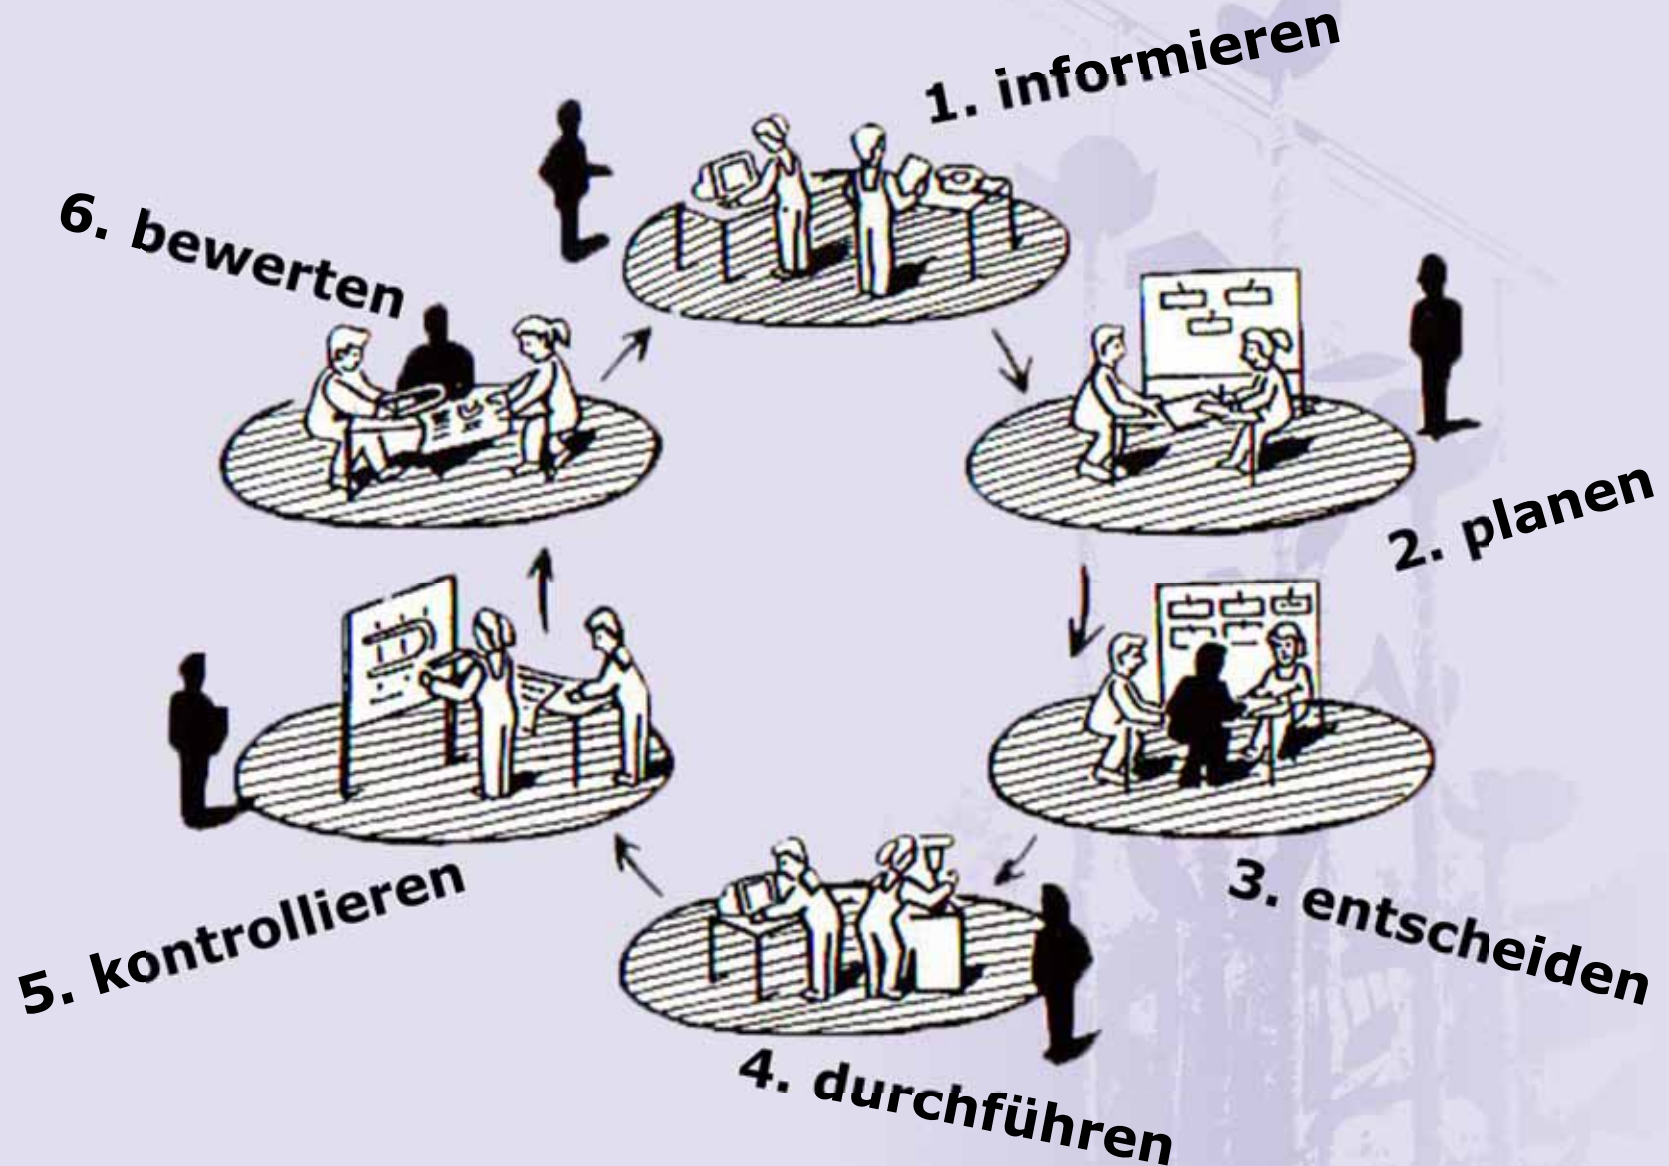 1. informieren
2. planen
3. entscheiden
4. durchführen
5. kontrollieren
6. bewerten